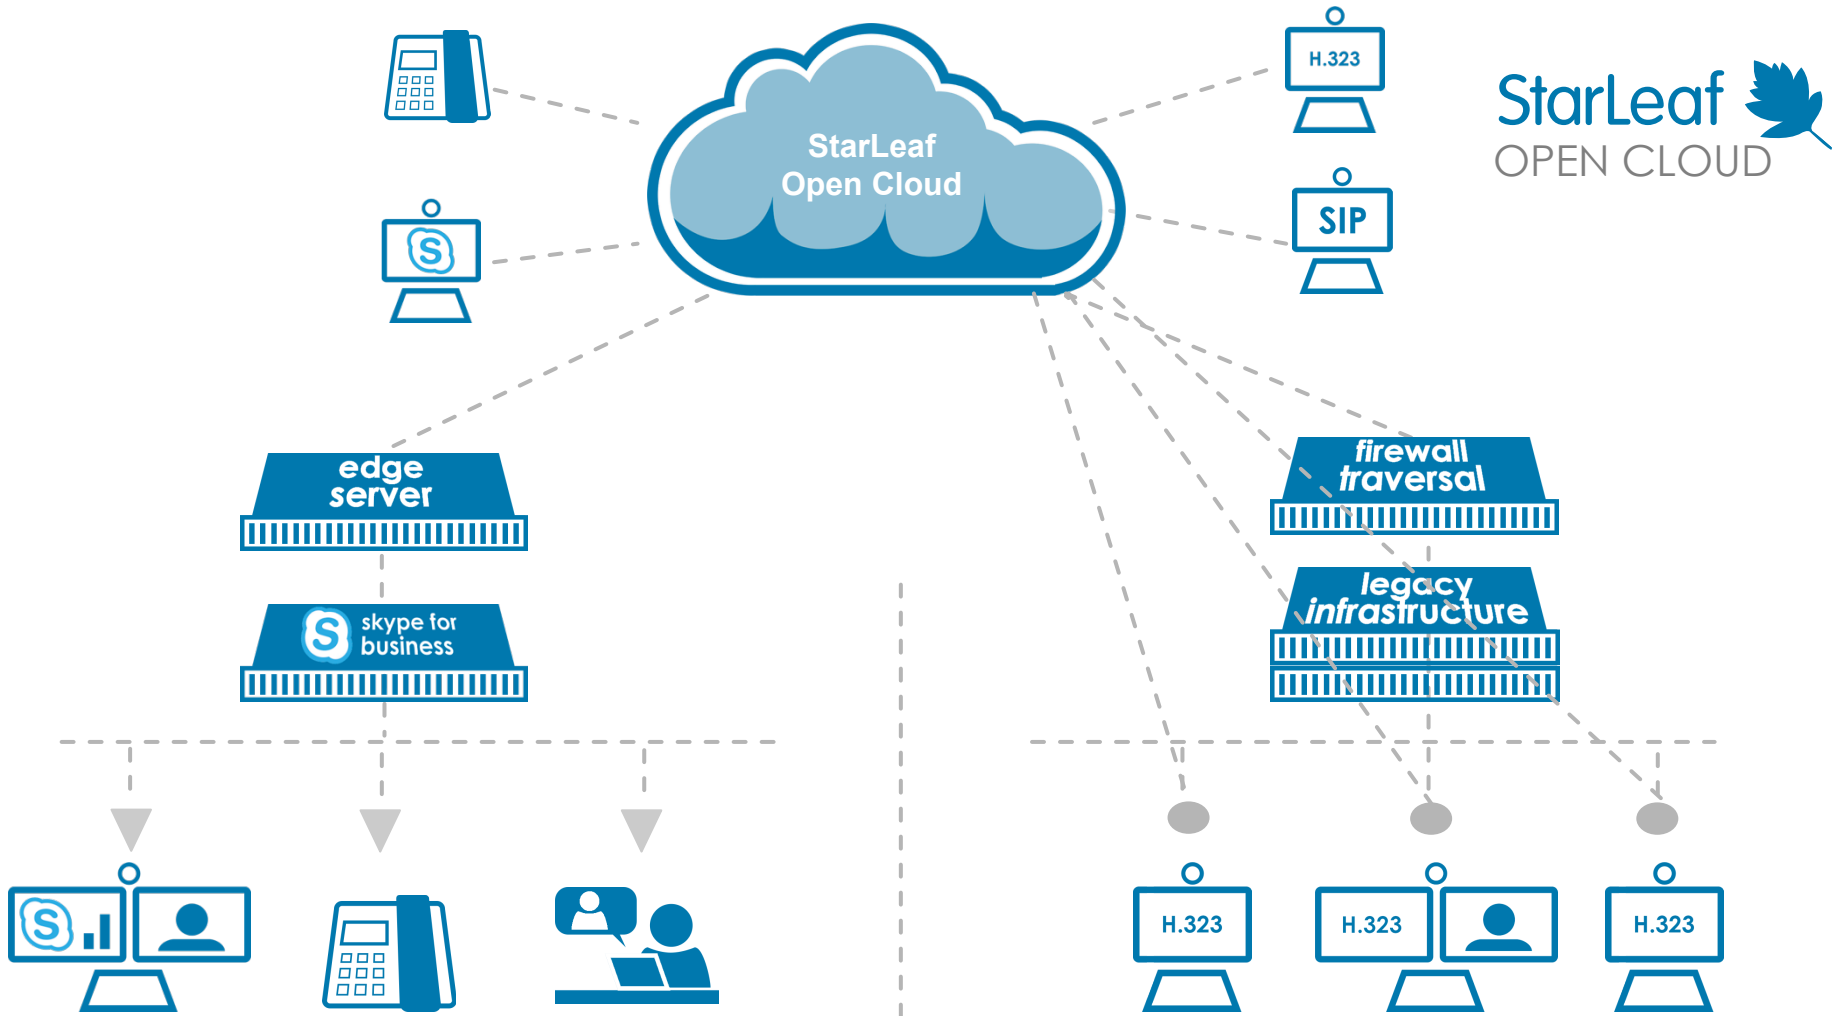 StarLeaf
Open Cloud
H.323
StarLeaf
OPEN CLOUD
S
SIP
edge
server
firewall
traversal
S
skype for
business
legacy
infrastructure
S
H.323
H.323
H.323